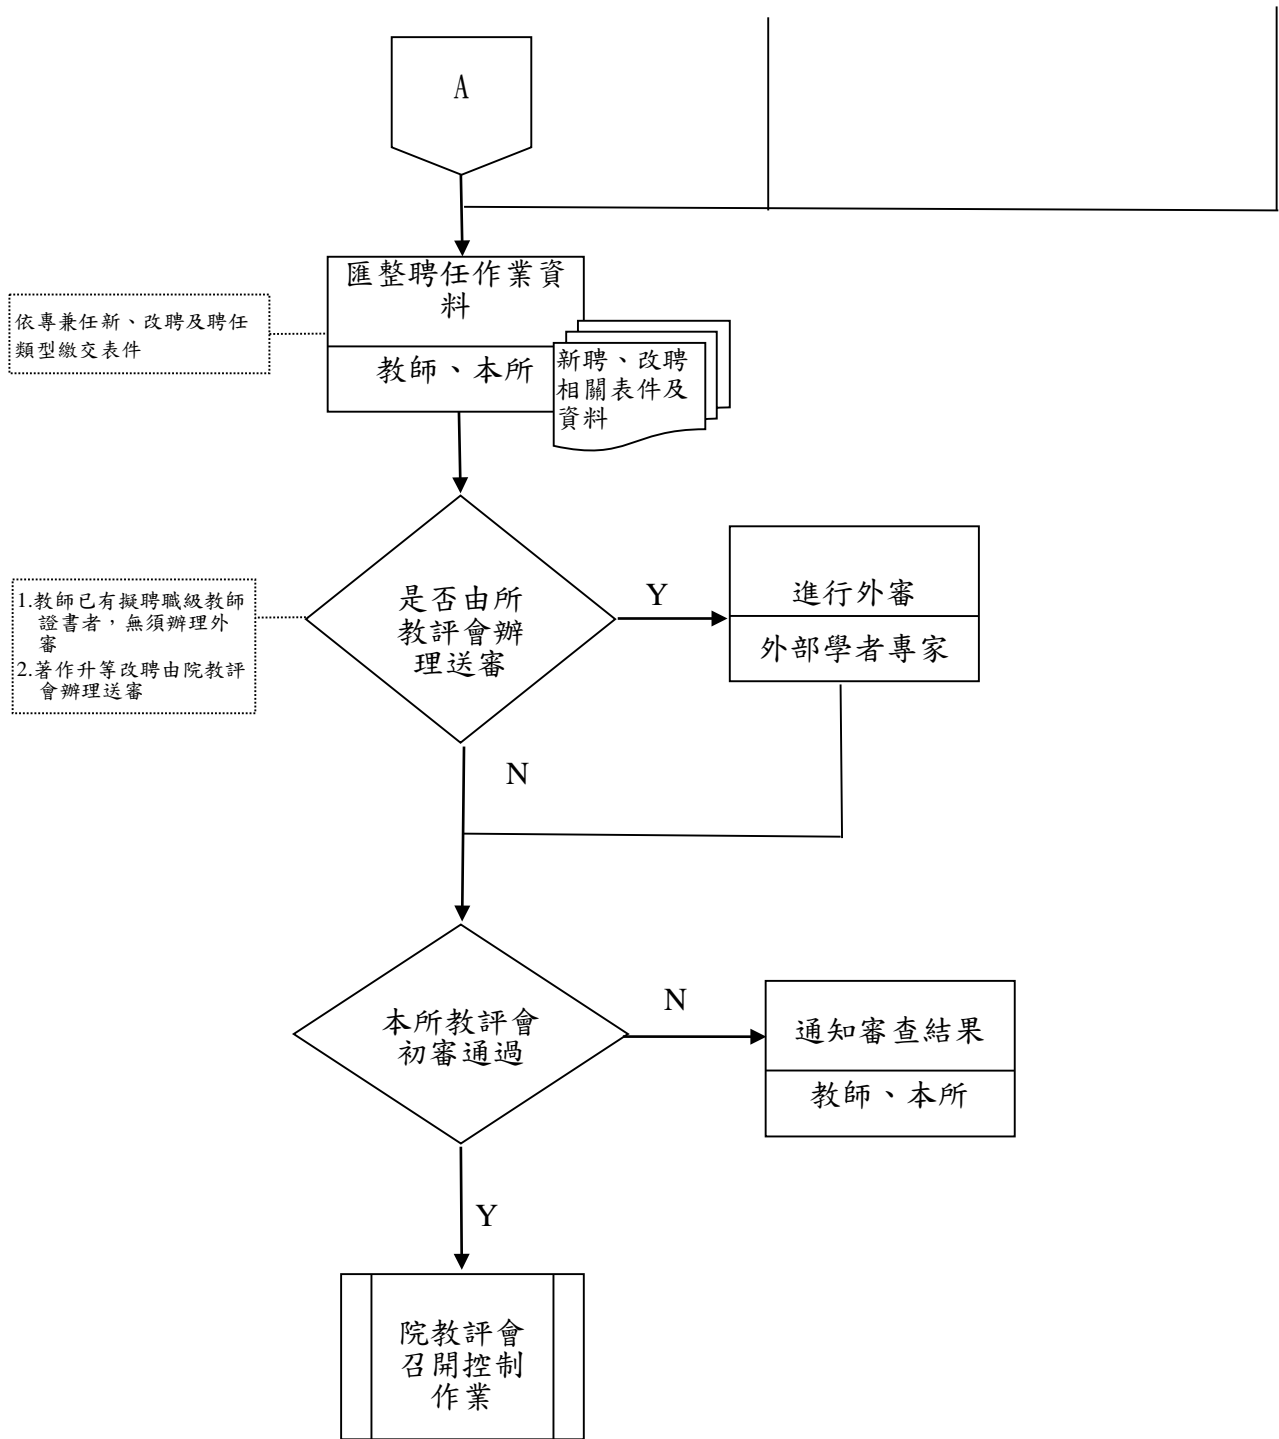 A
匯整聘任作業資
料
教師、本所
依專兼任新、改聘及聘任
類型繳交表件
新聘、改聘
相關表件及
資料
是否由所
教評會辦
理送審
Y
進行外審
外部學者專家
1.教師已有擬聘職級教師
證書者，無須辦理外
審
2.著作升等改聘由院教評
會辦理送審
N
本所教評會
初審通過
N
通知審查結果
教師、本所
Y
院教評會
召開控制
作業